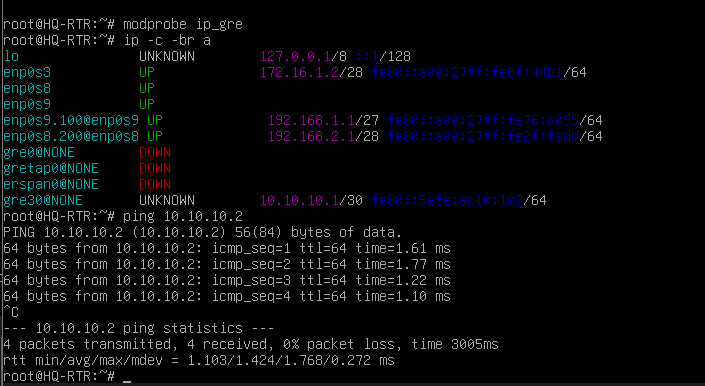 root@HQ-RTR:~# modprobe ip_gre
root@HQ-RTR:~# ip -c -br a
lo               UNKNOWN        127.0.0.1/8 ::1/128
enp0s3           UP             172.16.1.2/28 fe80::a00:27ff:fe8f:44b1/64
enp0s8           UP
enp0s9           UP
enp0s9.100@enp0s9 UP             192.168.1.1/27 fe80::a00:27ff:fe76:c095/64
enp0s8.200@enp0s8 UP             192.168.2.1/28 fe80::a00:27ff:fe2f:fadd/64
gre0@NONE        DOWN
gretap0@NONE     DOWN
erspan0@NONE     DOWN
gre30@NONE       UNKNOWN        10.10.10.1/30 fe80::5efe:ac10:102/64
root@HQ-RTR:~# ping 10.10.10.2
PING 10.10.10.2 (10.10.10.2) 56(84) bytes of data.
64 bytes from 10.10.10.2: icmp_seq=1 ttl=64 time=1.61 ms
64 bytes from 10.10.10.2: icmp_seq=2 ttl=64 time=1.77 ms
64 bytes from 10.10.10.2: icmp_seq=3 ttl=64 time=1.22 ms
64 bytes from 10.10.10.2: icmp_seq=4 ttl=64 time=1.10 ms
^C
--- 10.10.10.2 ping statistics ---
4 packets transmitted, 4 received, 0% packet loss, time 3005ms
rtt min/avg/max/mdev = 1.103/1.424/1.768/0.272 ms
root@HQ-RTR:~# _